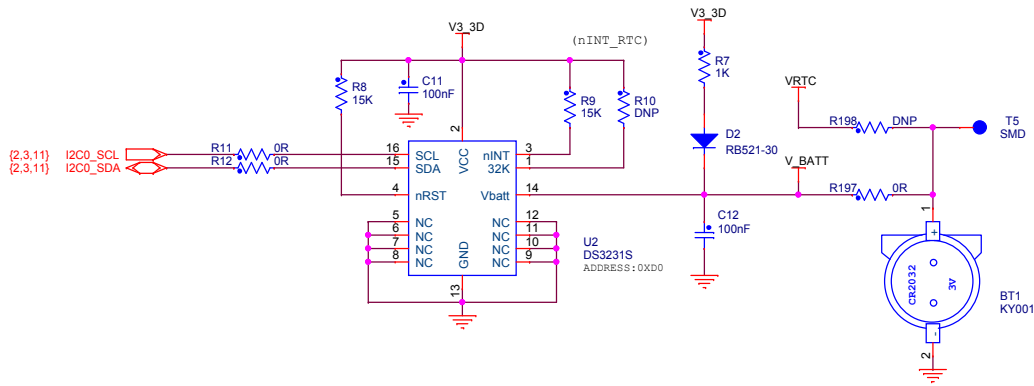 V3_3D
(nINT_RTC)
V3_3D
R7
1K
R8
15K
C11
100nF
R9
15K
R10
DNP
VRTC
R198
DNP
T5
SMD
D2
RB521-30
{2,3,11} I2C0_SCL
R11
0R
{2,3,11} I2C0_SDA
R12
0R
16
SCL
15
SDA
4
nRST
5
NC
6
NC
7
NC
8
NC
2
VCC
GND
13
nINT
3
32K
1
Vbatt
14
NC
12
NC
11
NC
10
NC
9
U2
DS3231S
ADDRESS:0XD0
V_BATT
R197
0R
C12
100nF
1
+
CR2032
3V
-
2
BT1
KY001